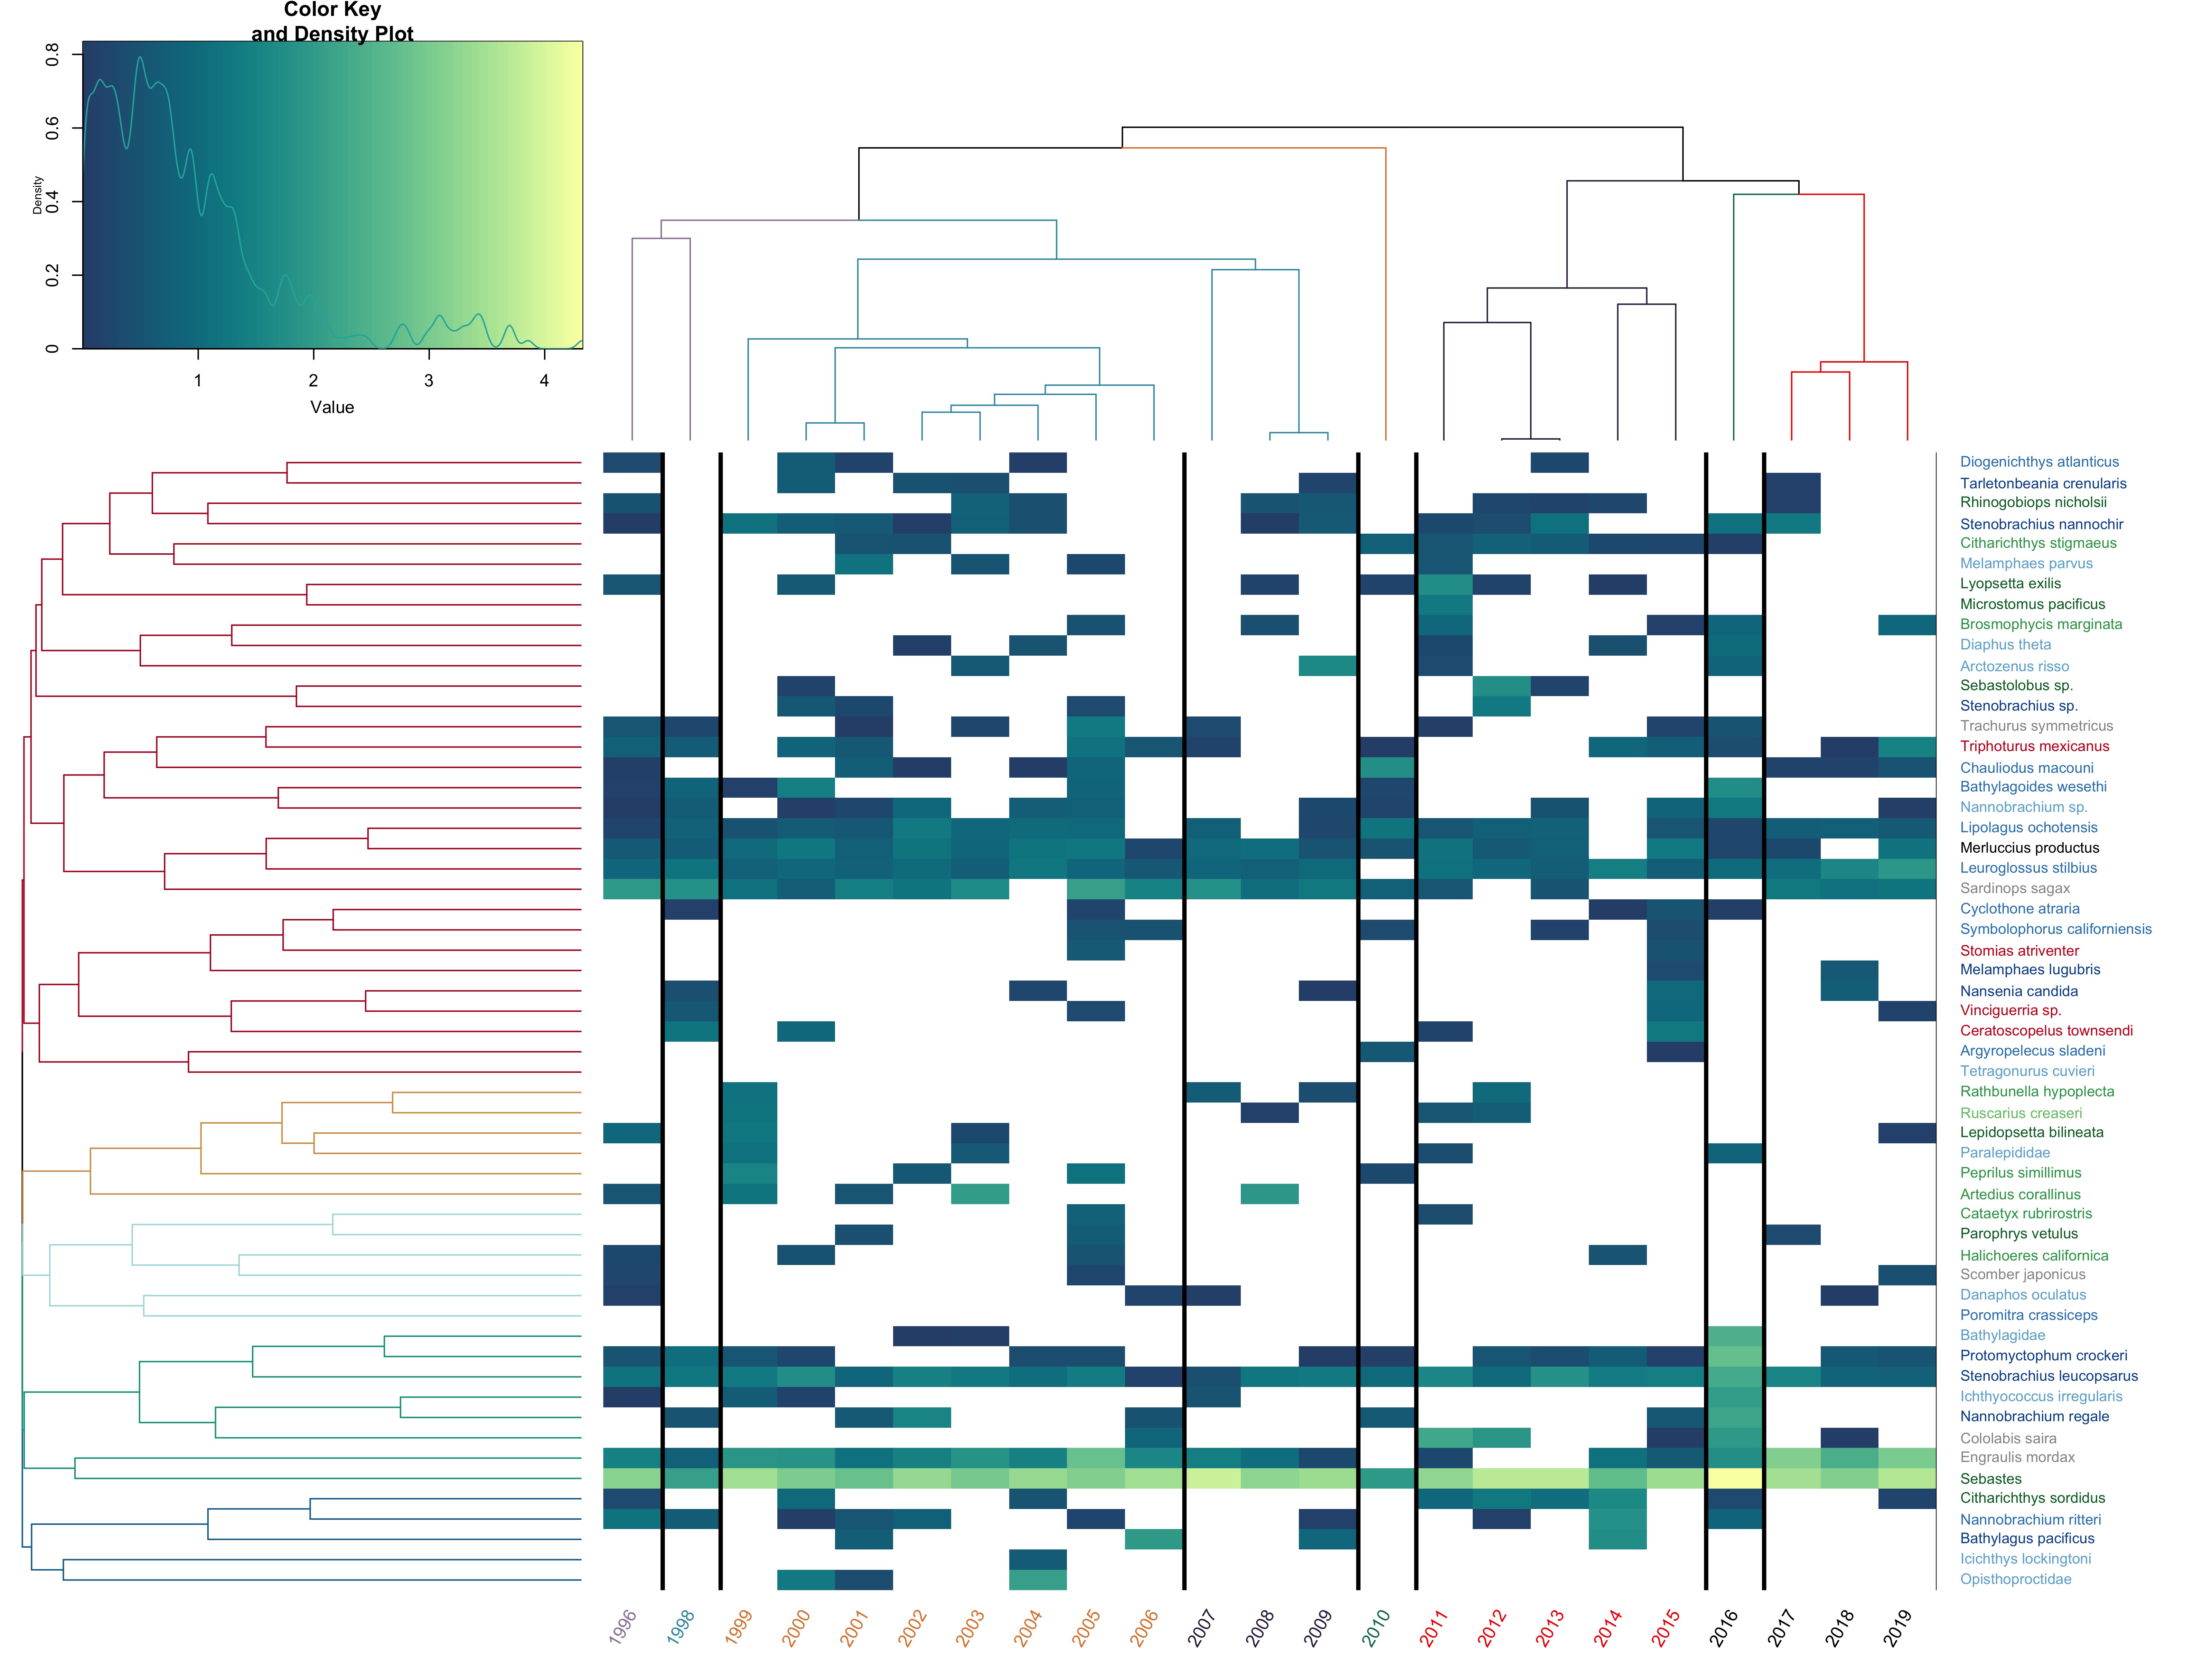 Color Key
and Density Plot
0.8
0.6
0.4
0.2
0
Density
1 2 3 4
Value
Diogenichthys atlanticus
Tarletonbeania crenularis
Rhinogobiops nicholsii
Stenobrachius nannochir
Citharichthys stigmaeus
Melamphaes parvus
Lyopsetta exilis
Microstomus pacificus
Brosmophycis marginata
Diaphus theta
Arctozenus risso
Sebastolobus sp.
Stenobrachius sp.
Trachurus symmetricus
Triphoturus mexicanus
Chauliodus macouni
Bathylagoides wesethi
Nannobrachium sp.
Lipolagus ochotensis
Merluccius productus
Leuroglossus stilbius
Sardinops sagax
Cyclothone atraria
Symbolophorus californiensis
Stomias atriventer
Melamphaes lugubris
Nansenia candida
Vinciguerria sp.
Ceratoscopelus townsendi
Argyropelecus sladeni
Tetragonurus cuvieri
Rathbunella hypoplecta
Ruscarius creaseri
Lepidopsetta bilineata
Paralepididae
Peprilus simillimus
Artedius corallinus
Cataetyx rubrirostris
Parophrys vetulus
Halichoeres californica
Scomber japonicus
Danaphos oculatus
Poromitra crassiceps
Bathylagidae
Protomyctophum crockeri
Stenobrachius leucopsarus
Ichthyococcus irregularis
Nannobrachium regale
Cololabis saira
Engraulis mordax
Sebastes
Citharichthys sordidus
Nannobrachium ritteri
Bathylagus pacificus
Icichthys lockingtoni
Opisthoproctidae
1996 1998 1999 2000 2001 2002 2003 2004 2005 2006 2007 2008 2009 2010 2011 2012 2013 2014 2015 2016 2017 2018 2019